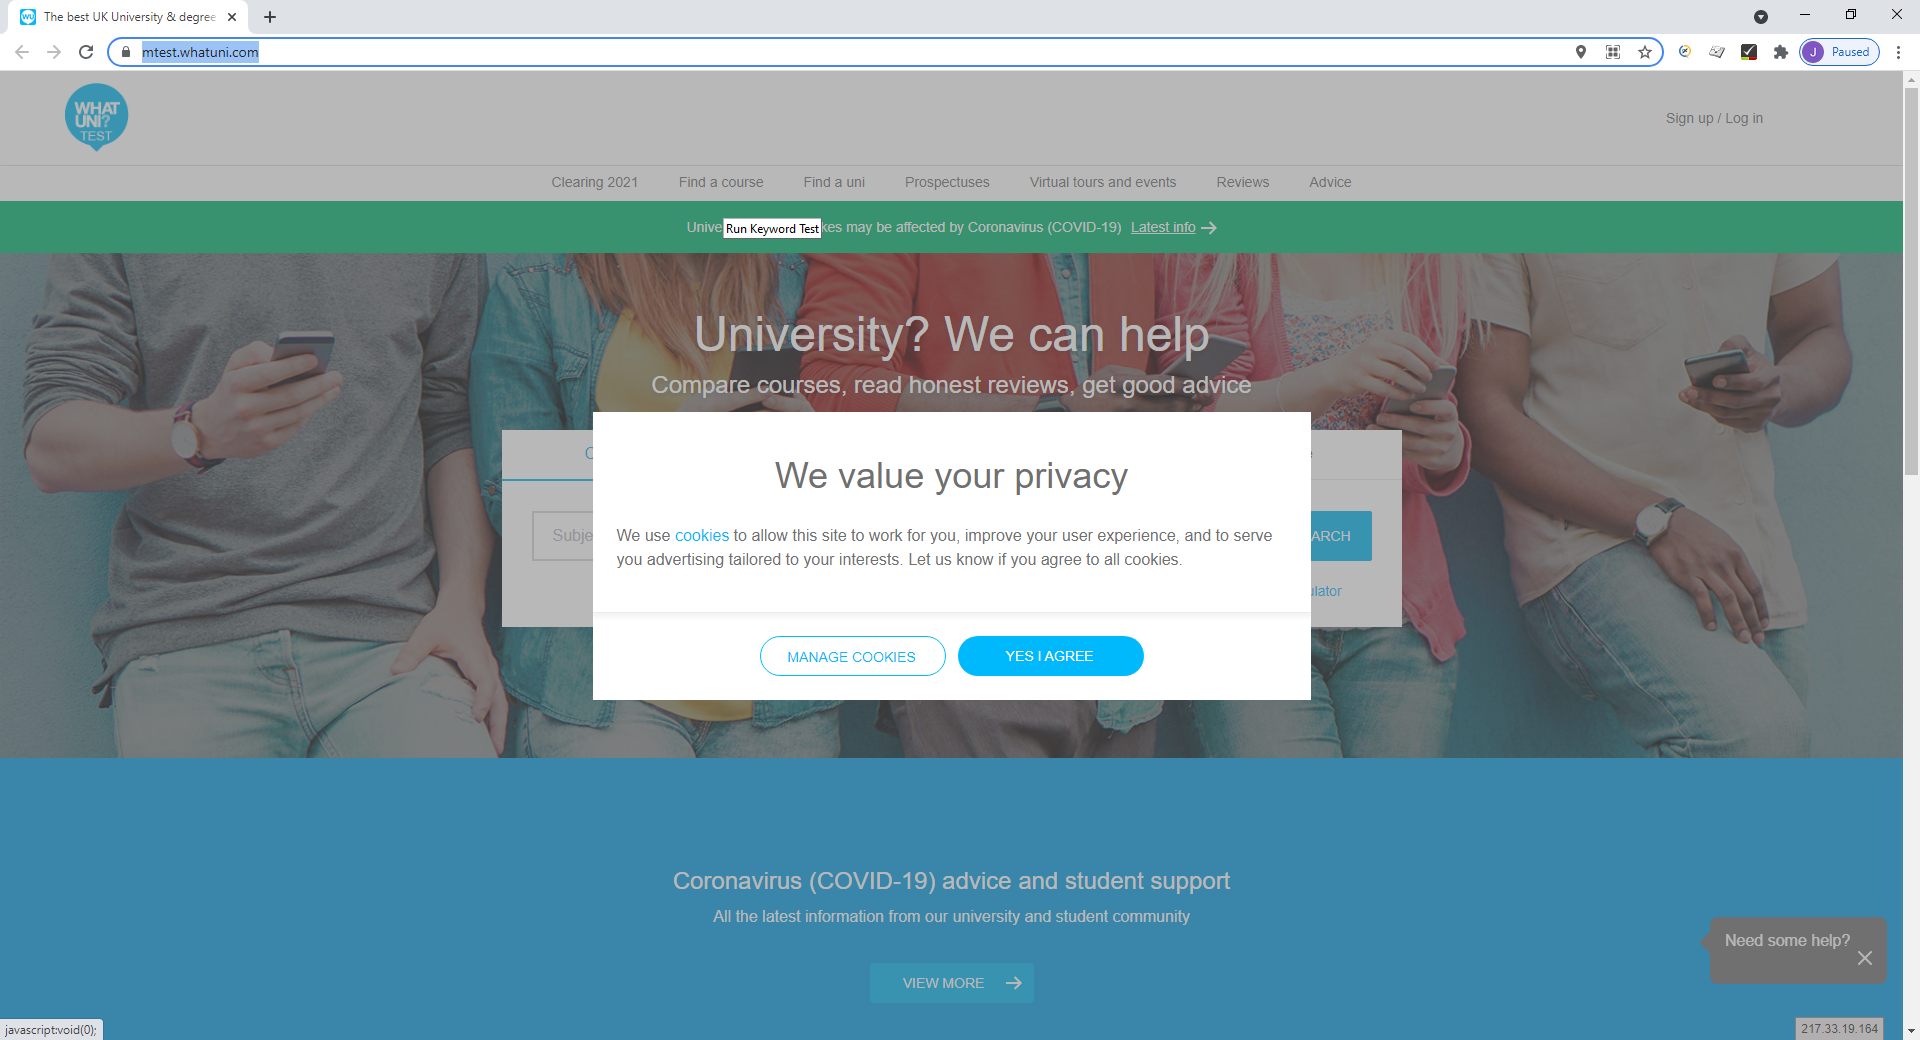 The best UK University & degree
mtest.whatuni.com
J Paused
WHAT
UNI?
TEST
Sign up / Log in
Clearing 2021 Find a course Find a uni Prospectuses Virtual tours and events Reviews Advice
Run Keyword Test may be affected by Coronavirus (COVID-19) Latest info
University? We can help
Compare courses, read honest reviews, get good advice
We value your privacy
We use cookies to allow this site to work for you, improve your user experience, and to serve
you advertising tailored to your interests. Let us know if you agree to all cookies.
MANAGE COOKIES YES I AGREE
Coronavirus (COVID-19) advice and student support
All the latest information from our university and student community
VIEW MORE
Need some help?
javascript:void(0);
217.33.19.164